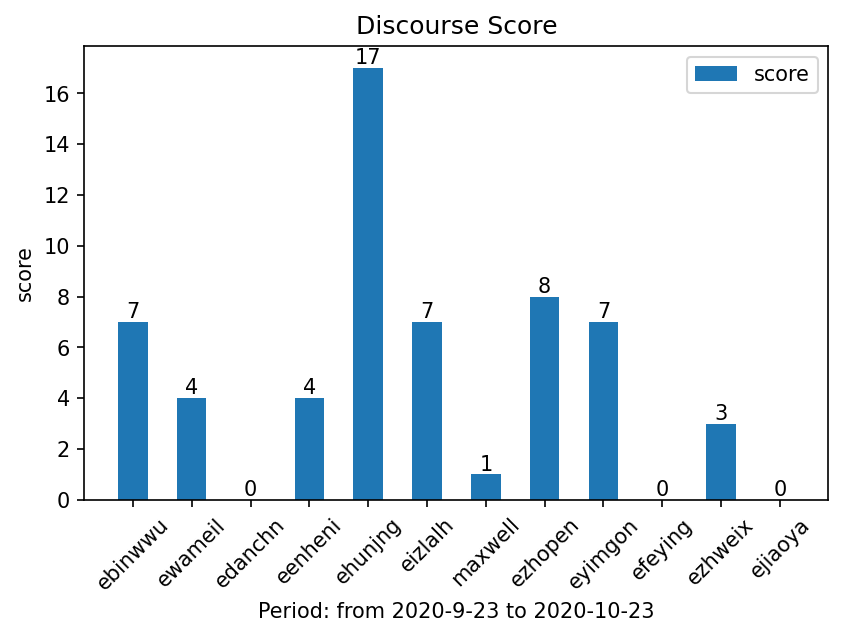 Discourse Score
score
17
7
4
0
4
7
1
8
7
0
3
0
16
14
12
10
8
6
4
2
0
score
ebinwwu
ewameil
edanchn
eenheni
ehunjng
eizlalh
maxwell
ezhopen
eyimgon
efeying
ezhweix
ejiaoya
Period: from 2020-9-23 to 2020-10-23